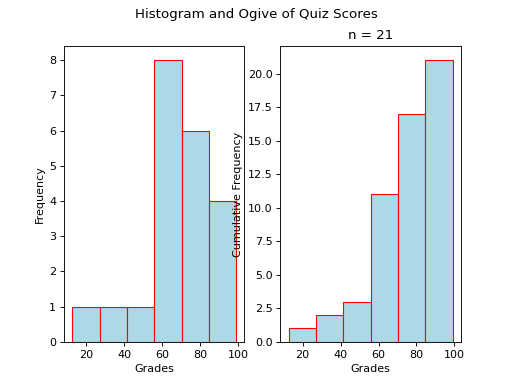 Histogram and Ogive of Quiz Scores
n = 21
Frequency
8
7
6
5
4
3
2
1
0
20 40 60 80 100
Grades
Cumulative Frequency
20.0
17.5
15.0
12.5
10.0
7.5
5.0
2.5
0.0
20 40 60 80 100
Grades